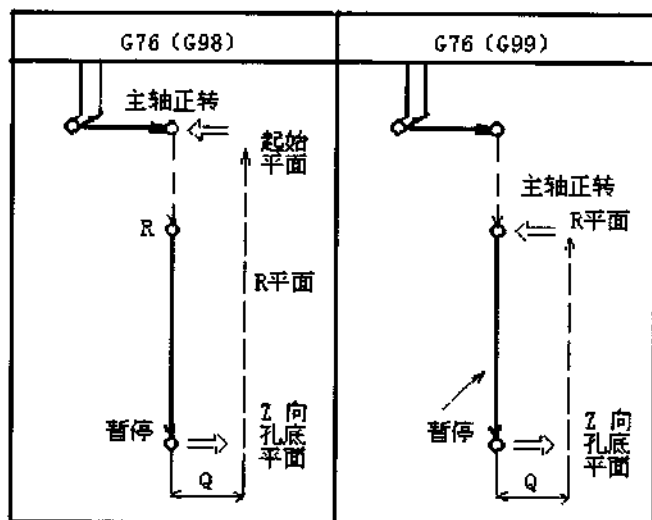 G76（G98）
主轴正转
起始
平面
R
R平面
暂停
Z 向
孔底
平面
Q
G76（G99）
主轴正转
R平面
暂停
Z 向
孔底
平面
Q